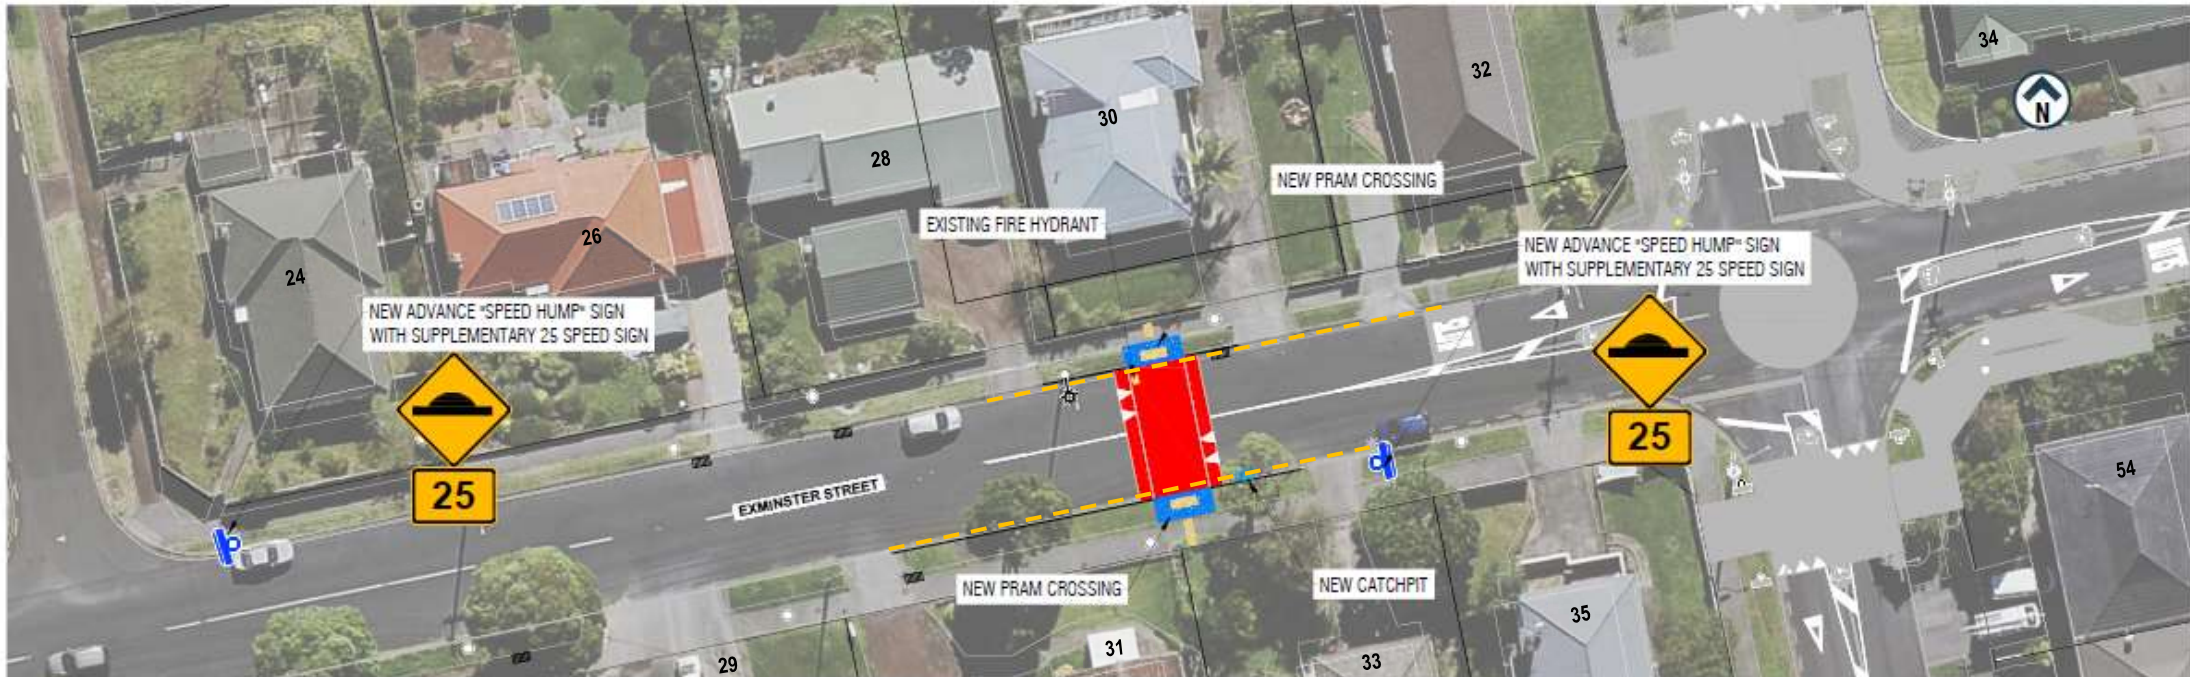 34
N
32
30
28
NEW PRAM CROSSING
EXISTING FIRE HYDRANT
26
24
NEW ADVANCE "SPEED HUMP" SIGN
WITH SUPPLEMENTARY 25 SPEED SIGN
NEW ADVANCE "SPEED HUMP" SIGN
WITH SUPPLEMENTARY 25 SPEED SIGN
25
25
EXMINSTER STREET
54
NEW PRAM CROSSING
NEW CATCHPIT
35
31
33
29